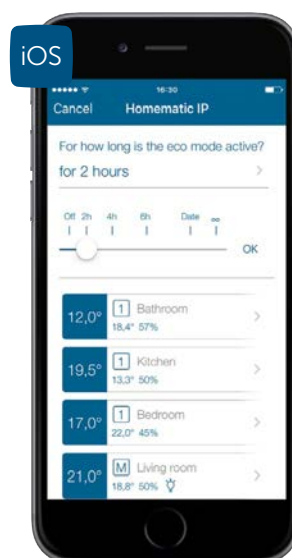 iOS
16:30
Cancel Homematic IP
For how long is the eco mode active?
for 2 hours
Off 2h 4h 6h Date ∞
OK
12,0° 1 Bathroom
18,4° 57%
19,5° 1 Kitchen
13,3° 50%
17,0° 1 Bedroom
22,0° 45%
21,0° M Living room
18,8° 50%